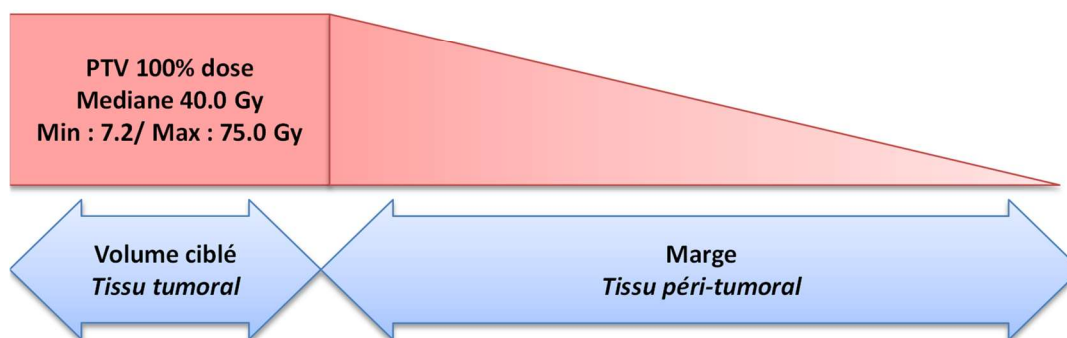 PTV 100% dose
Mediane 40.0 Gy
Min : 7.2/ Max : 75.0 Gy
Volume ciblé
Tissu tumoral
Marge
Tissu péri-tumoral